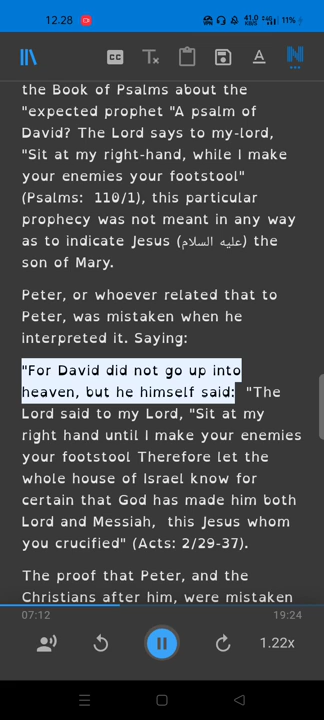 12.28
41.0 KB/S
11%
CC
the Book of Psalms about the
"expected prophet "A psalm of
David? The Lord says to my-lord,
"Sit at my right-hand, while I make
your enemies your footstool"
(Psalms: 110/1), this particular
prophecy was not meant in any way
as to indicate Jesus (عليه السلام) the
son of Mary.
Peter, or whoever related that to
Peter, was mistaken when he
interpreted it. Saying:
"For David did not go up into
heaven, but he himself said: "The
Lord said to my Lord, "Sit at my
right hand until I make your enemies
your footstool Therefore let the
whole house of Israel know for
certain that God has made him both
Lord and Messiah, this Jesus whom
you crucified" (Acts: 2/29-37).
The proof that Peter, and the
Christians after him, were mistaken
07:12
19:24
1.22x